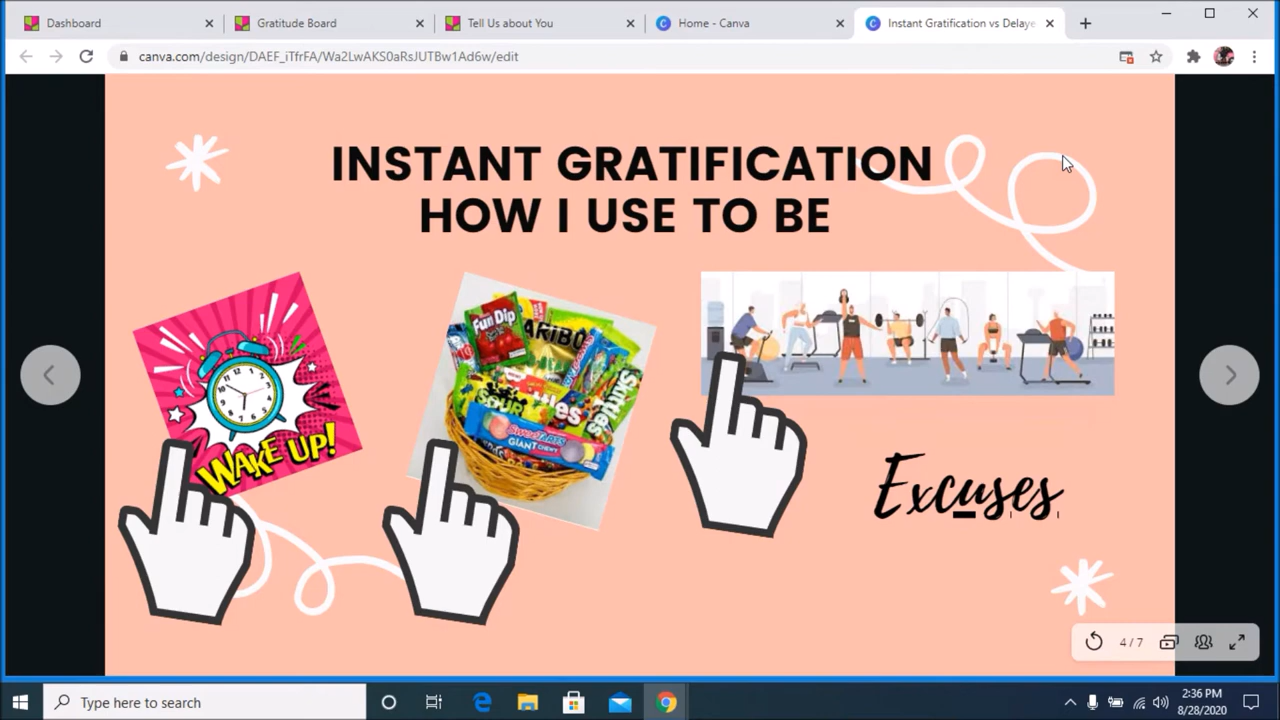 Dashboard
Gratitude Board
Tell Us about You
Home - Canva
Instant Gratification vs Delaye
canva.com/design/DAEF_iTfrFA/Wa2LwAKS0aRsJUTBw1Ad6w/edit
INSTANT GRATIFICATION
HOW I USE TO BE
WAKE UP!
Fun Dip
ARIBO
SOUR
les
Skittles
SWEETARTS
GIANT CHEWY
Excuses
4/7
Type here to search
2:36 PM
8/28/2020